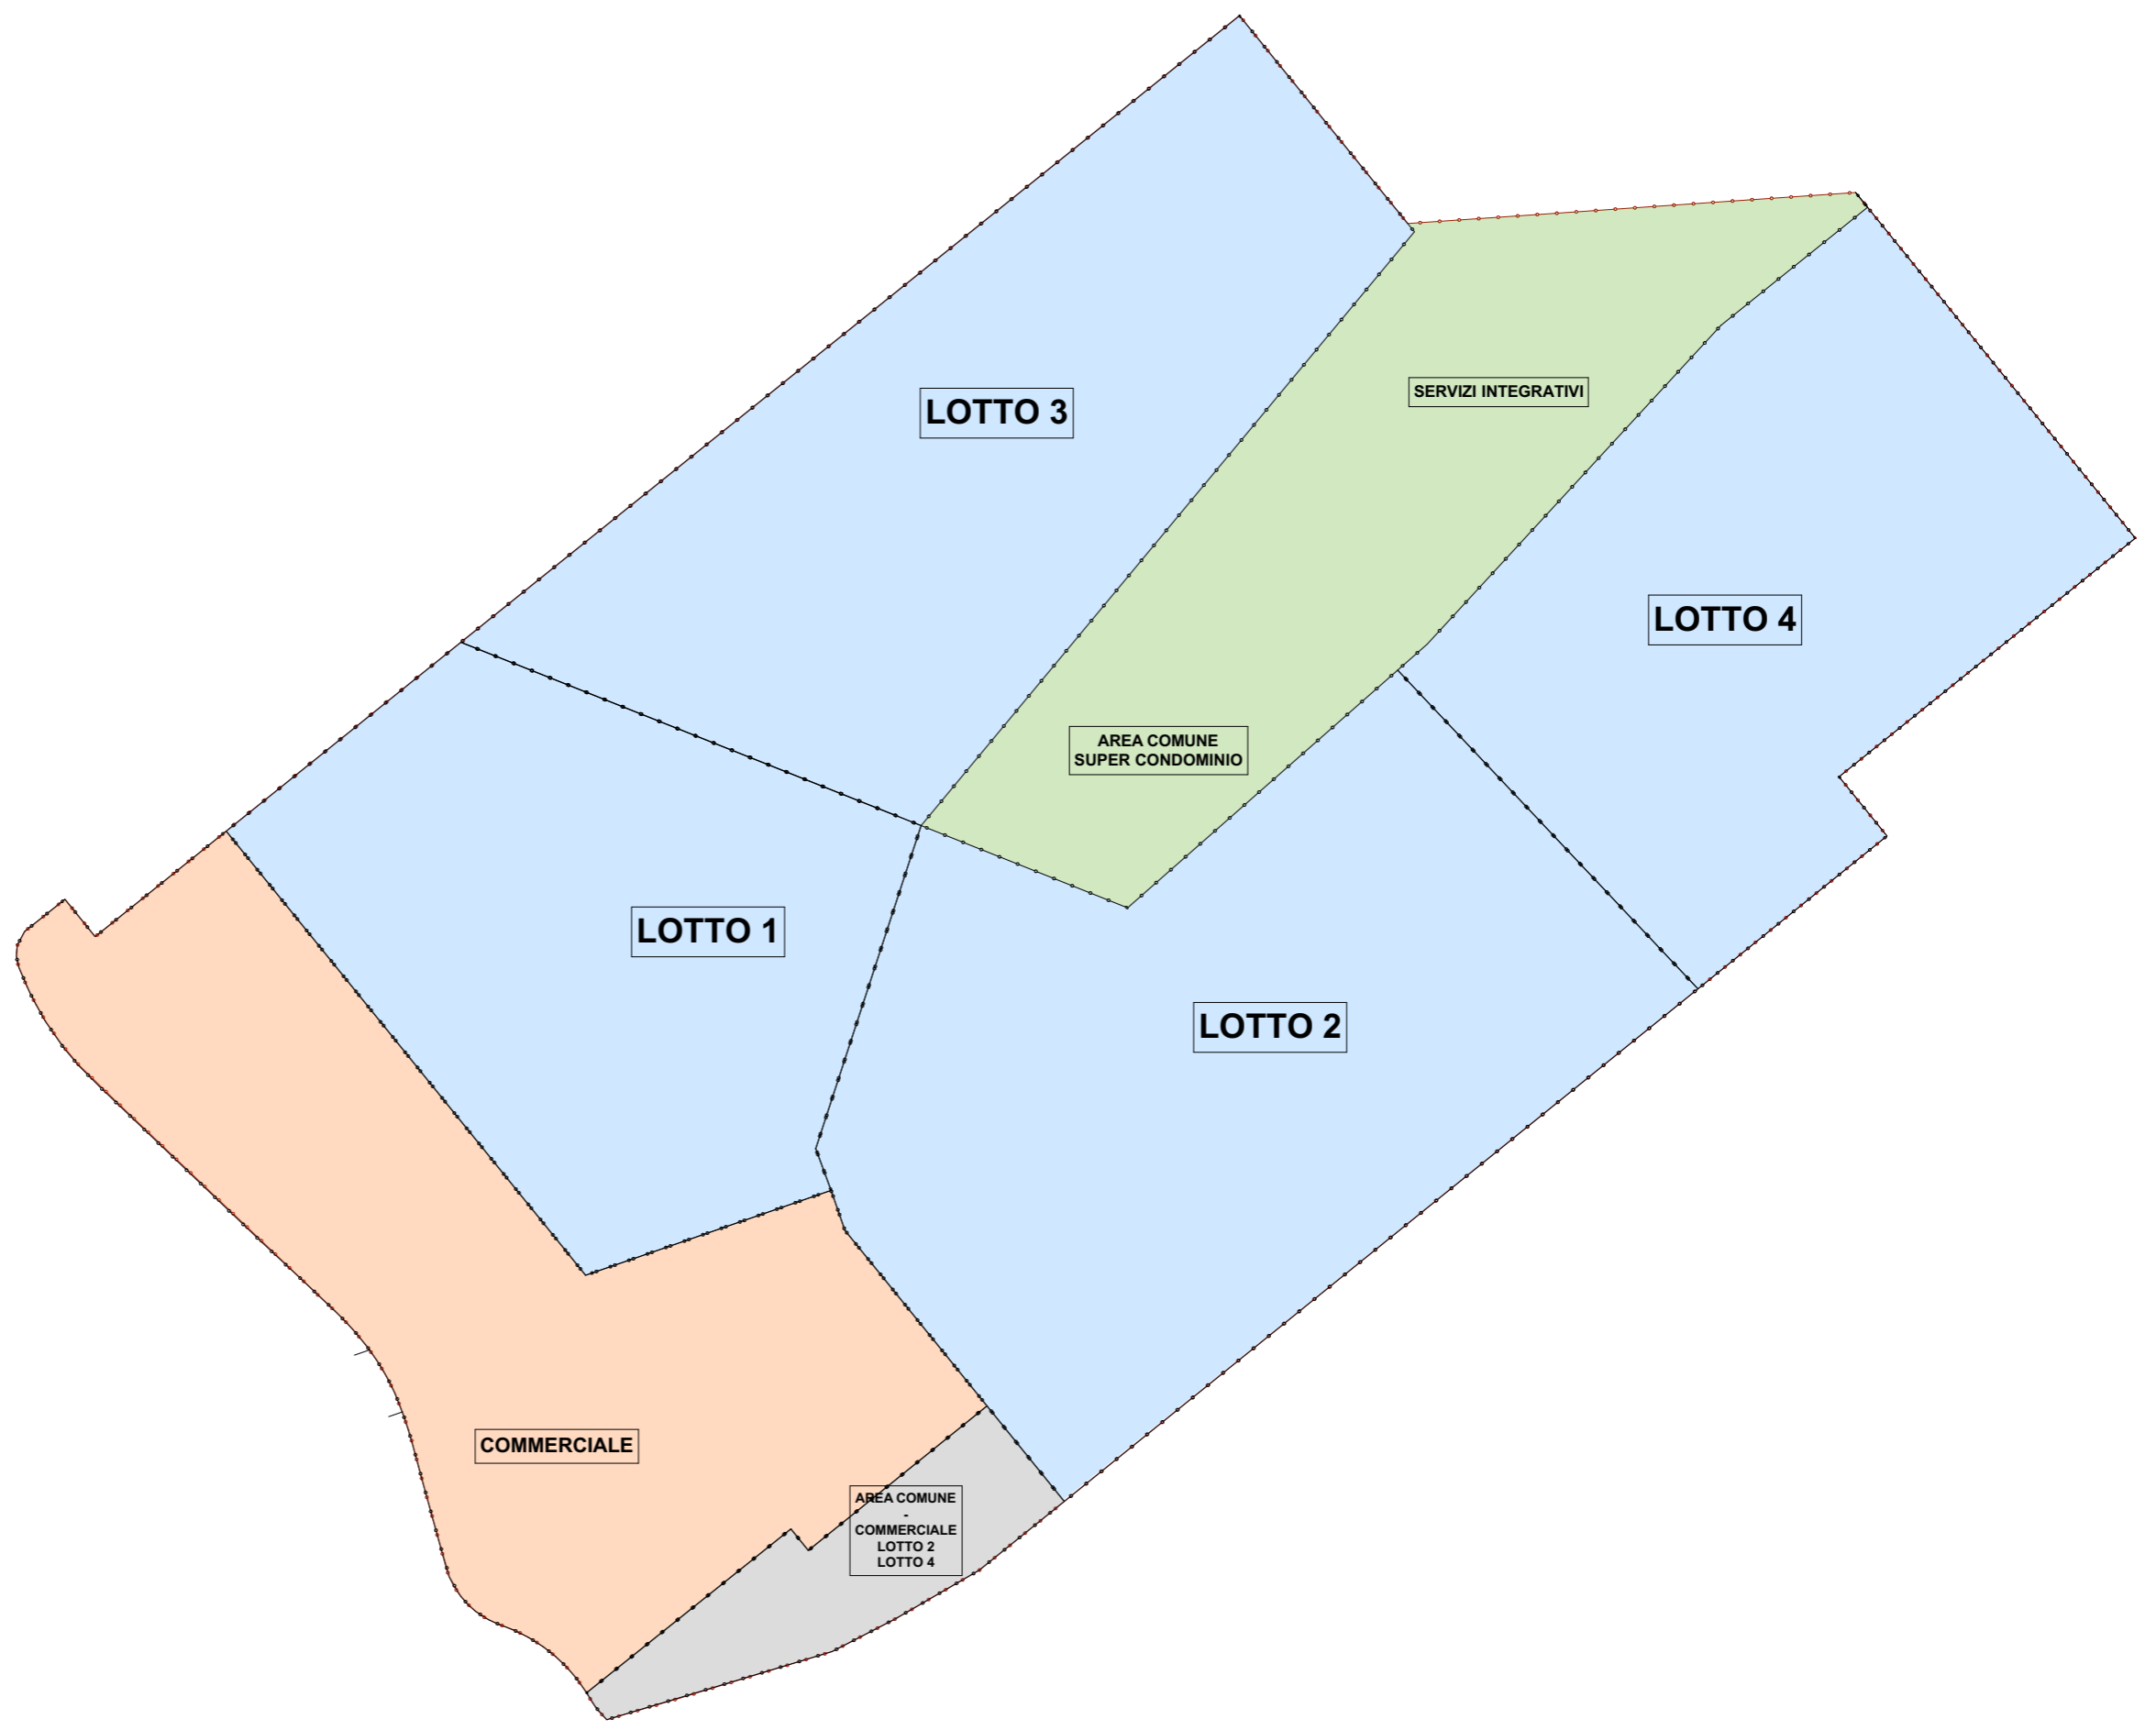 SERVIZI INTEGRATIVI
LOTTO 3
LOTTO 4
AREA COMUNE
SUPER CONDOMINIO
LOTTO 1
LOTTO 2
COMMERCIALE
AREA COMUNE
-
COMMERCIALE
LOTTO 2
LOTTO 4